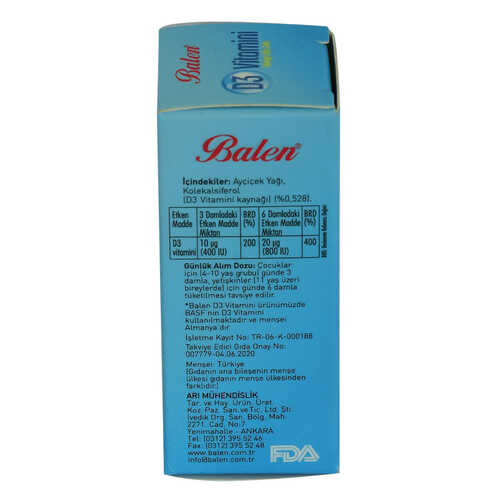 Balen®
D3 Vitamini
Balen®
İçindekiler: Ayçiçek Yağı,
Kolekalsiferol
(D3 Vitamini kaynağı) (%0,528).
Etken Madde | 3 Damladaki Etken Madde Miktarı | BRD (%) | 6 Damladaki Etken Madde Miktarı | BRD (%)
D3 vitamini | 10 µg (400 IU) | 200 | 20 µg (800 IU) | 400
Günlük Alım Dozu: Çocuklar
için (4-10 yaş grubu) günde 3
damla, yetişkinler (11 yaş üzeri
bireylerde) için günde 6 damla
tüketilmesi tavsiye edilir.
*Balen D3 Vitamini ürünümüzde
BASF'nin D3 Vitamini
kullanılmaktadır ve menşei
Almanya'dır.
İşletme Kayıt No: TR-06-K-000188
Takviye Edici Gıda Onay No:
007779-04.06.2020
Menşei: Türkiye
(Gıdanın ana bileşenin menşe
ülkesi gıdanın menşe ülkesinden
farklıdır.)
ARI MÜHENDİSLİK
Tar. ve Hay. Ürün. Üret.
Koz. Paz. San. ve Tic. Ltd. Şti.
İvedik Org. San. Bölg. Mah.
2271. Cad. No:7
Yenimahalle - ANKARA
Tel: (0312) 395 52 46
Fax: (0312) 395 52 48
www.balen.com.tr
info@balen.com.tr
FDA